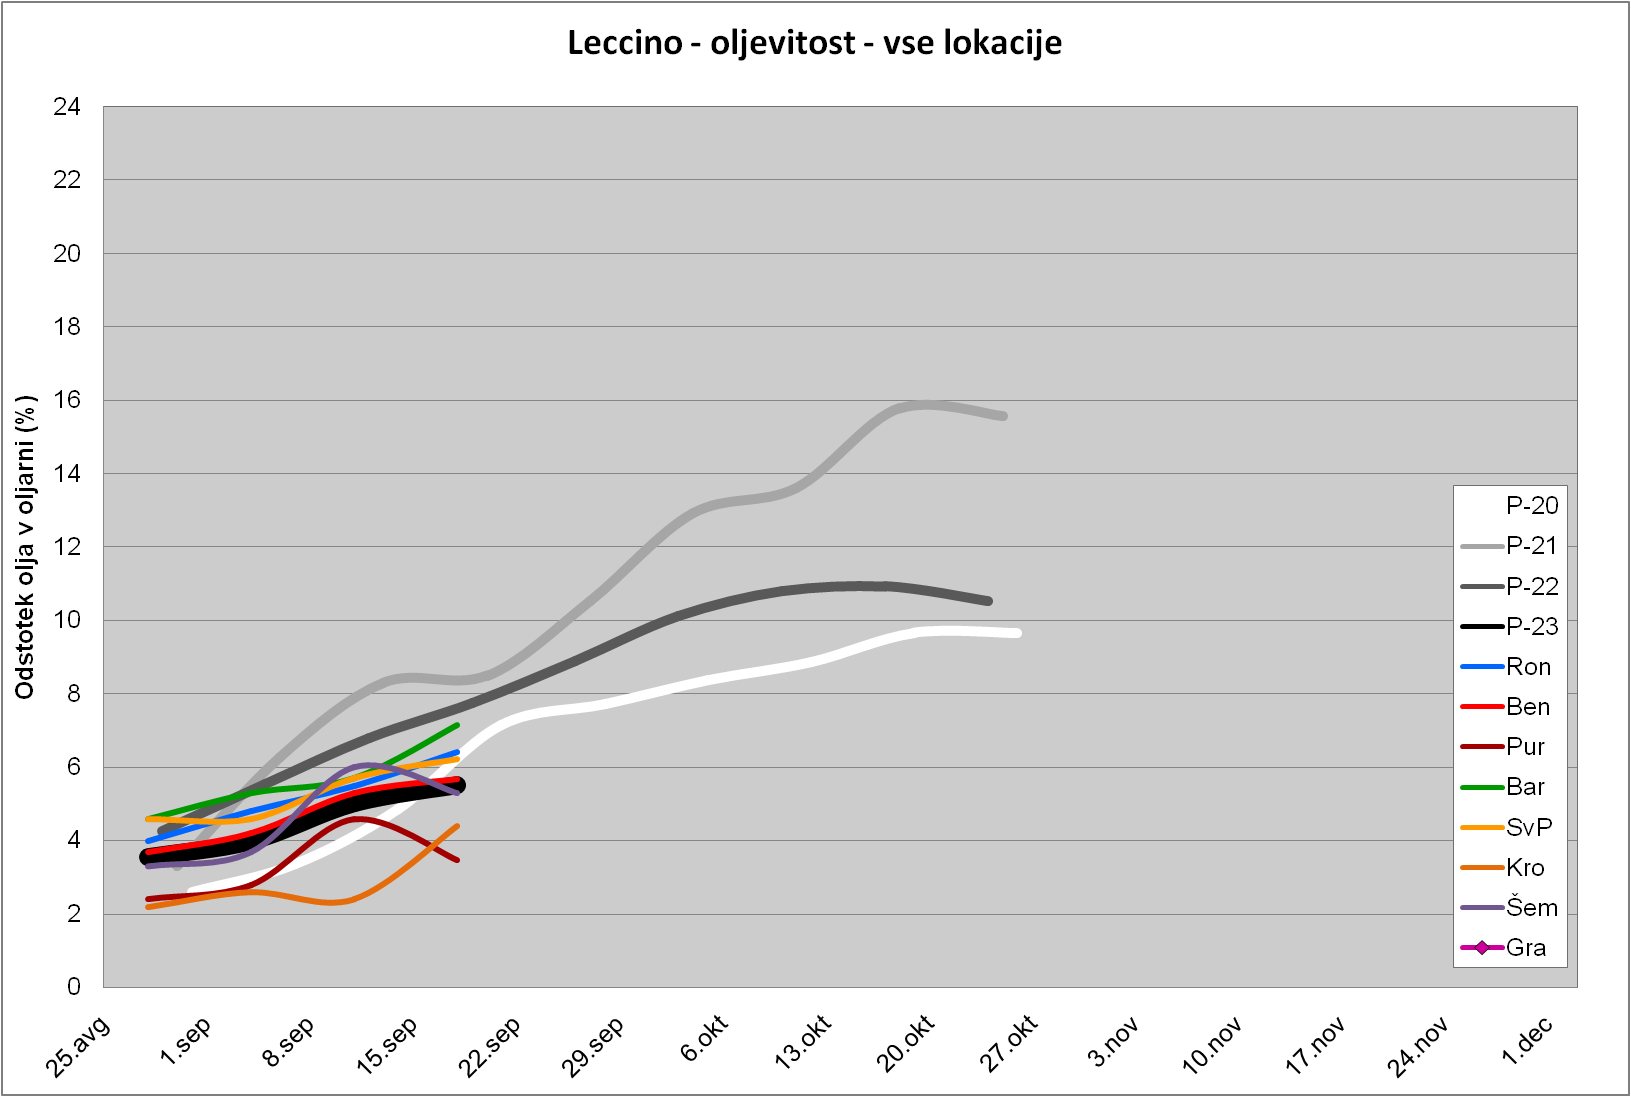 Leccino - oljevitost - vse lokacije
Odstotek olja v oljarni (%)
24
22
20
18
16
14
12
10
8
6
4
2
0
25.avg
1.sep
8.sep
15.sep
22.sep
29.sep
6.okt
13.okt
20.okt
27.okt
3.nov
10.nov
17.nov
24.nov
1.dec
P-20
P-21
P-22
P-23
Ron
Ben
Pur
Bar
SvP
Kro
Šem
Gra